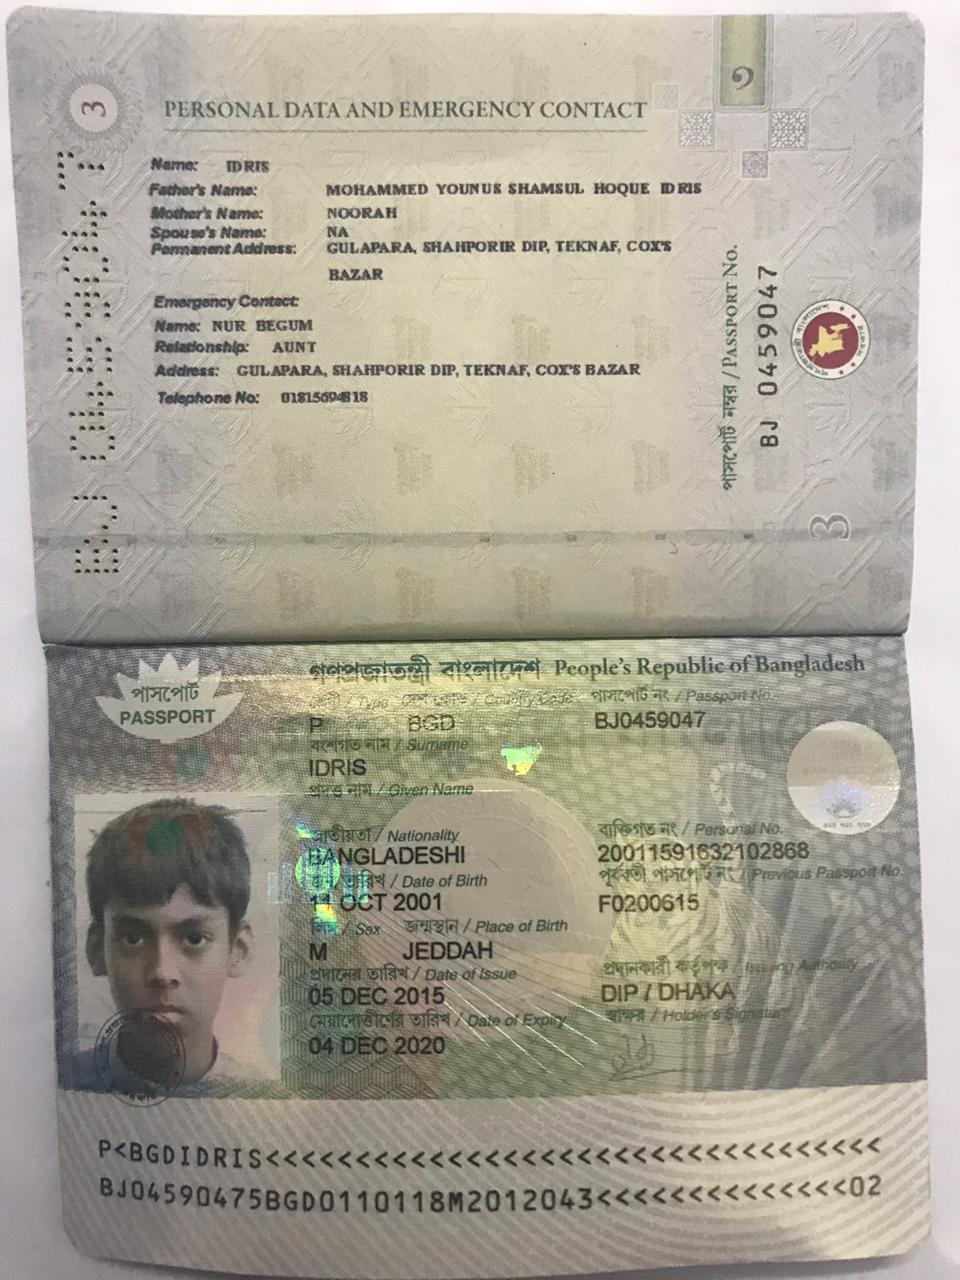 3
PERSONAL DATA AND EMERGENCY CONTACT
Name: IDRIS
Father's Name: MOHAMMED YOUNUS SHAMSUL HOQUE IDRIS
Mother's Name: NOORAH
Spouse's Name: NA
Permanent Address: GULAPARA, SHAHPORIR DIP, TEKNAF, COX'S
BAZAR
Emergency Contact:
Name: NUR BEGUM
Relationship: AUNT
Address: GULAPARA, SHAHPORIR DIP, TEKNAF, COX'S BAZAR
Telephone No:
পাসপোর্ট নম্বর / PASSPORT No.
BJ 0459047
BJ 0459047
3
পাসপোর্ট
PASSPORT
গণপ্রজাতন্ত্রী বাংলাদেশ People's Republic of Bangladesh
/ Type / Country Code পাসপোর্ট নং / Passport No.
P BGD BJ0459047
বংশগত নাম / Surname
IDRIS
প্রদত্ত নাম / Given Name
জাতীয়তা / Nationality ব্যক্তিগত নং / Personal No.
BANGLADESHI 20011591632102868
জন্ম তারিখ / Date of Birth পূর্ববর্তী পাসপোর্ট নং / Previous Passport No.
11 OCT 2001 F0200615
লিঙ্গ / Sex জন্মস্থান / Place of Birth
M JEDDAH
প্রদানের তারিখ / Date of Issue প্রদানকারী কর্তৃপক্ষ / Issuing Authority
05 DEC 2015 DIP / DHAKA
মেয়াদোত্তীর্ণের তারিখ / Date of Expiry স্বাক্ষর / Holder's Signature
04 DEC 2020
P<BGDIDRIS<<<<<<<<<<<<<<<<<<<<<<<<<<<<<<<<<<
BJ04590475BGD0110118M2012043<<<<<<<<<<<<<<02